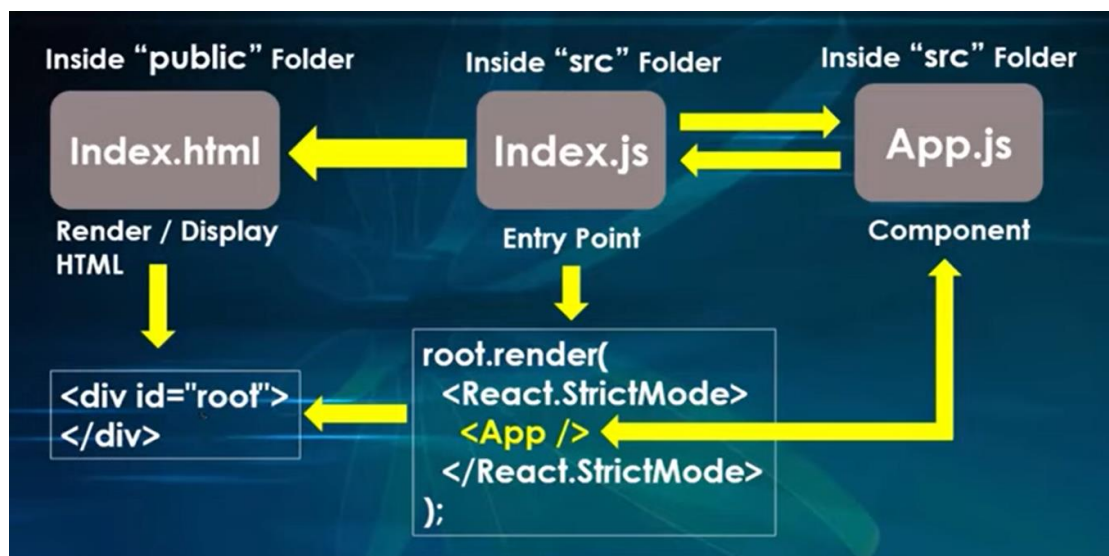 Inside “public” Folder
Index.html
Render / Display
HTML
<div id="root">
</div>
Inside “src” Folder
Index.js
Entry Point
root.render(
<React.StrictMode>
<App />
</React.StrictMode>
);
Inside “src” Folder
App.js
Component